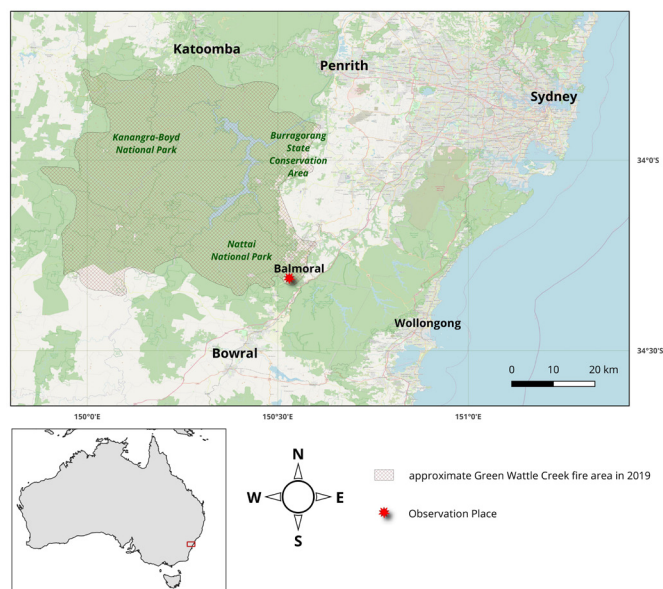 Katoomba
Penrith
Sydney
Kanangra-Boyd
National Park
Burragorang
State
Conservation
Area
34°0'S
Nattai
National Park
Balmoral
Wollongong
Bowral
34°30'S
0 10 20 km
150°0'E
150°30'E
151°0'E
N
W E
S
approximate Green Wattle Creek fire area in 2019
Observation Place